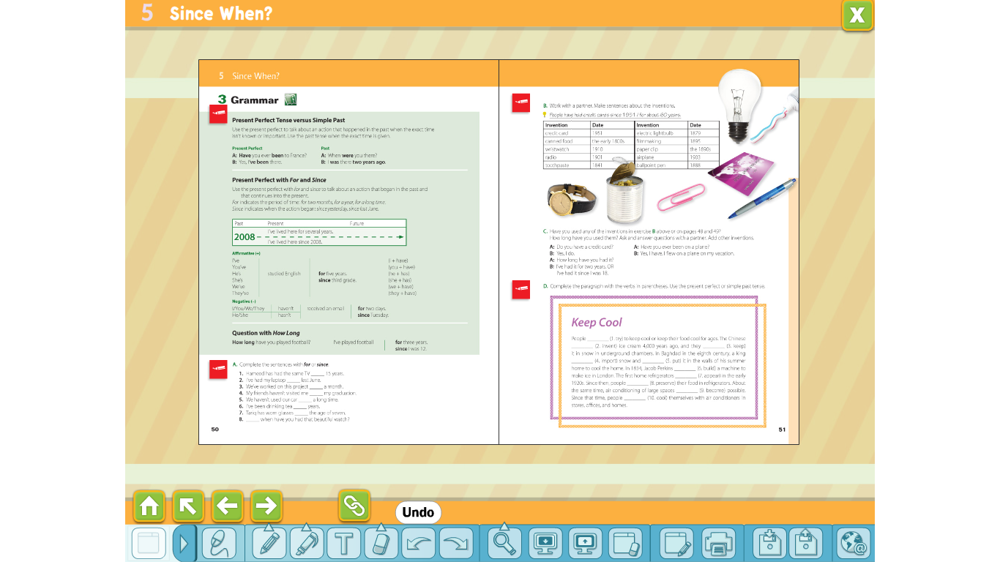 5 Since When?
X
5 Since When?
3 Grammar
Present Perfect Tense versus Simple Past
Use the present perfect to talk about an action that happened in the past when the exact time
isn't known or important. Use the past tense when the exact time is given.
Present Perfect Past
A: Have you ever been to France? A: When were you there?
B: Yes, I've been there. B: I was there two years ago.
Present Perfect with For and Since
Use the present perfect with for and since to talk about an action that began in the past and
that continues into the present.
For indicates the period of time: for two months, for a year, for a long time.
Since indicates when the action began: since yesterday, since last June.
Past Present Future
I've lived here for several years.
2008
I've lived here since 2008.
Affirmative (+)
I've (I + have)
You've (you + have)
He's studied English for five years. (he + has)
She's since third grade. (she + has)
We've (we + have)
They've (they + have)
Negative (–)
I/You/We/They haven't received an email for two days.
He/She hasn't since Tuesday.
Question with How Long
How long have you played football? I've played football for three years.
since I was 12.
A. Complete the sentences with for or since.
1. Hameed has had the same TV _____ 15 years.
2. I've had my laptop _____ last June.
3. We've worked on this project _____ a month.
4. My friends haven't visited me _____ my graduation.
5. We haven't used our car _____ a long time.
6. I've been drinking tea _____ years.
7. Tariq has worn glasses _____ the age of seven.
8. _____ when have you had that beautiful watch?
50
B. Work with a partner. Make sentences about the inventions.
People have had credit cards since 1951 / for about 60 years.
Invention Date Invention Date
credit card 1951 electric lightbulb 1879
canned food the early 1800s filmmaking 1895
wristwatch 1910 paper clip the 1890s
radio 1901 airplane 1903
toothpaste 1841 ballpoint pen 1888
C. Have you used any of the inventions in exercise B above or on pages 48 and 49?
How long have you used them? Ask and answer questions with a partner. Add other inventions.
A: Do you have a credit card? A: Have you ever been on a plane?
B: Yes, I do. B: Yes, I have. I flew on a plane on my vacation.
A: How long have you had it?
B: I've had it for two years. OR
I've had it since I was 18.
D. Complete the paragraph with the verbs in parentheses. Use the present perfect or simple past tense.
Keep Cool
People ________ (1. try) to keep cool or keep their food cool for ages. The Chinese
________ (2. invent) ice cream 4,000 years ago, and they ________ (3. keep)
it in snow in underground chambers. In Baghdad in the eighth century, a king
________ (4. import) snow and ________ (5. put) it in the walls of his summer
home to cool the home. In 1834, Jacob Perkins ________ (6. build) a machine to
make ice in London. The first home refrigerators ________ (7. appear) in the early
1920s. Since then, people ________ (8. preserve) their food in refrigerators. About
the same time, air conditioning of large spaces ________ (9. become) possible.
Since that time, people ________ (10. cool) themselves with air conditioners in
stores, offices, and homes.
51
Undo
T
@